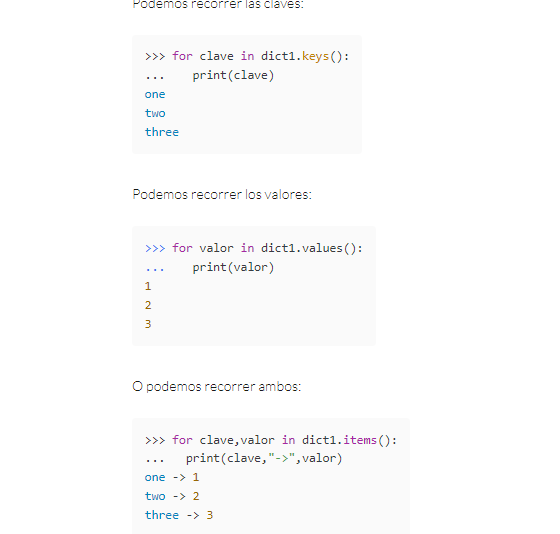 Podemos recorrer las claves:
>>> for clave in dict1.keys():
...    print(clave)
one
two
three
Podemos recorrer los valores:
>>> for valor in dict1.values():
...    print(valor)
1
2
3
O podemos recorrer ambos:
>>> for clave,valor in dict1.items():
...   print(clave,"->",valor)
one -> 1
two -> 2
three -> 3